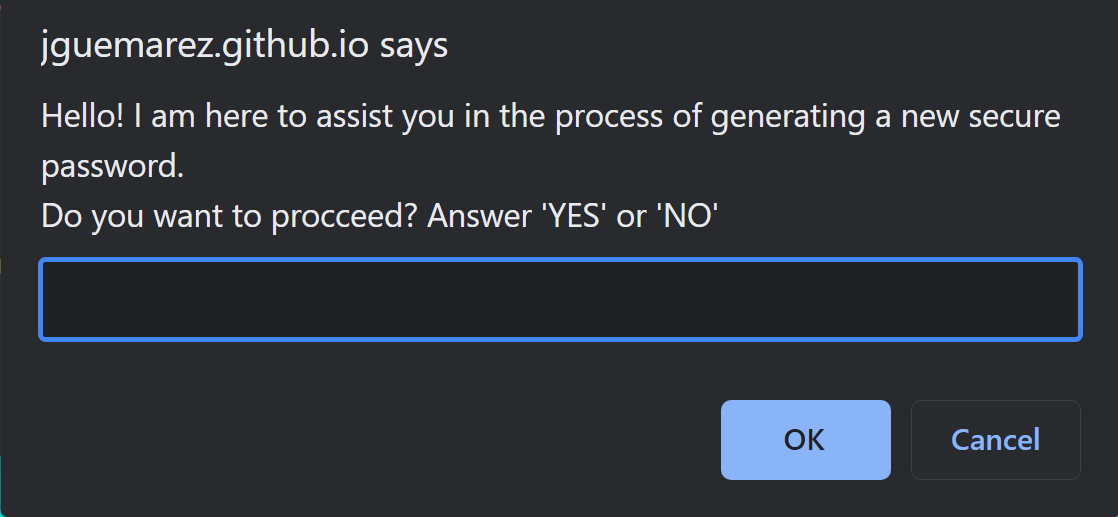 jguemarez.github.io says
Hello! I am here to assist you in the process of generating a new secure
password.
Do you want to procceed? Answer 'YES' or 'NO'
OK
Cancel